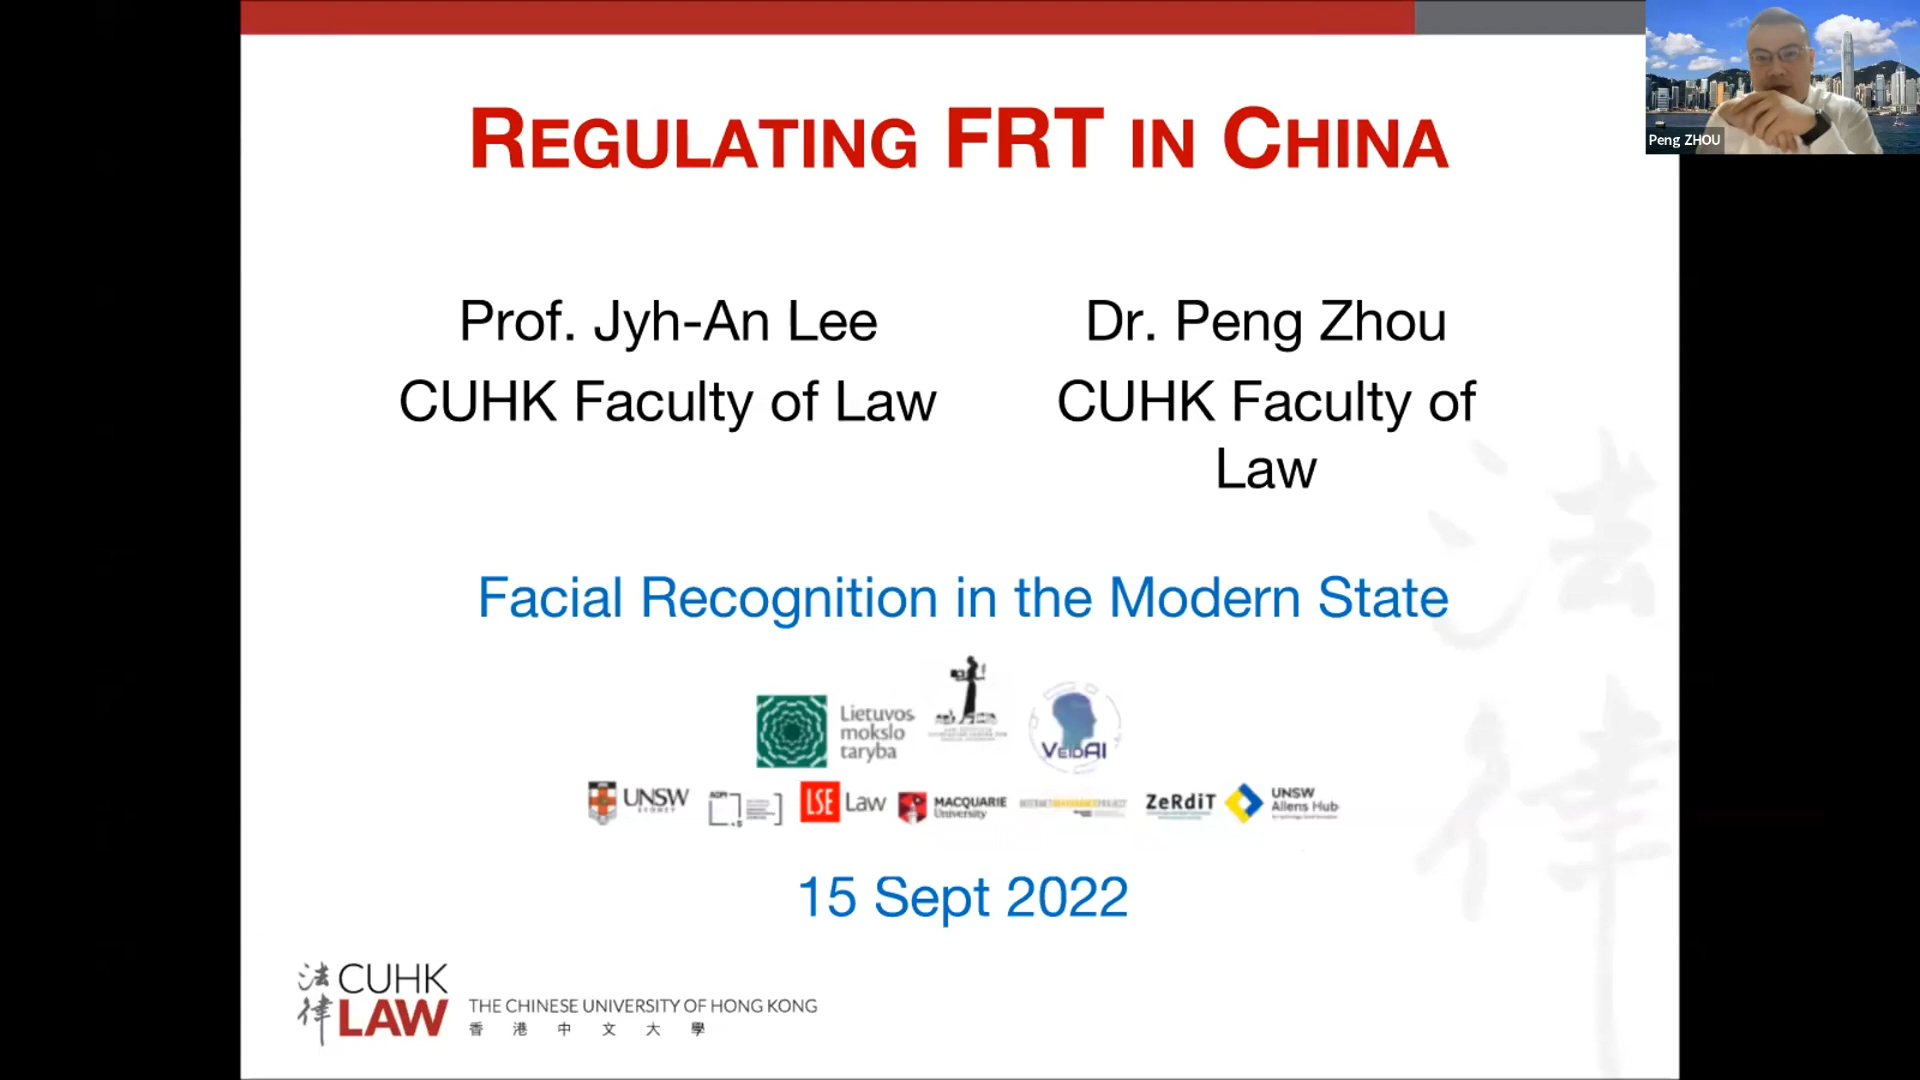 REGULATING FRT IN CHINA
Peng ZHOU
Prof. Jyh-An Lee
CUHK Faculty of Law
Dr. Peng Zhou
CUHK Faculty of
Law
Facial Recognition in the Modern State
Lietuvos
mokslo
taryba
VEIDAI
UNSW
SYDNEY
LSE Law
MACQUARIE
University
ZeRdiT
UNSW
Allens Hub
15 Sept 2022
法律
CUHK
LAW
THE CHINESE UNIVERSITY OF HONG KONG
香港中文大學
法律